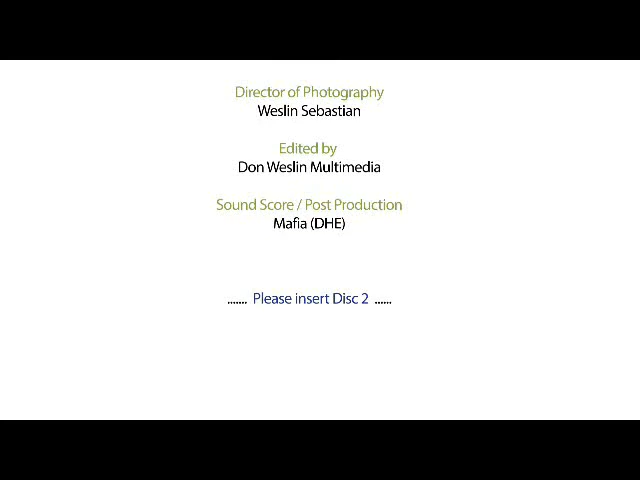 Director of Photography
Weslin Sebastian
Edited by
Don Weslin Multimedia
Sound Score / Post Production
Mafia (DHE)
....... Please insert Disc 2 ......